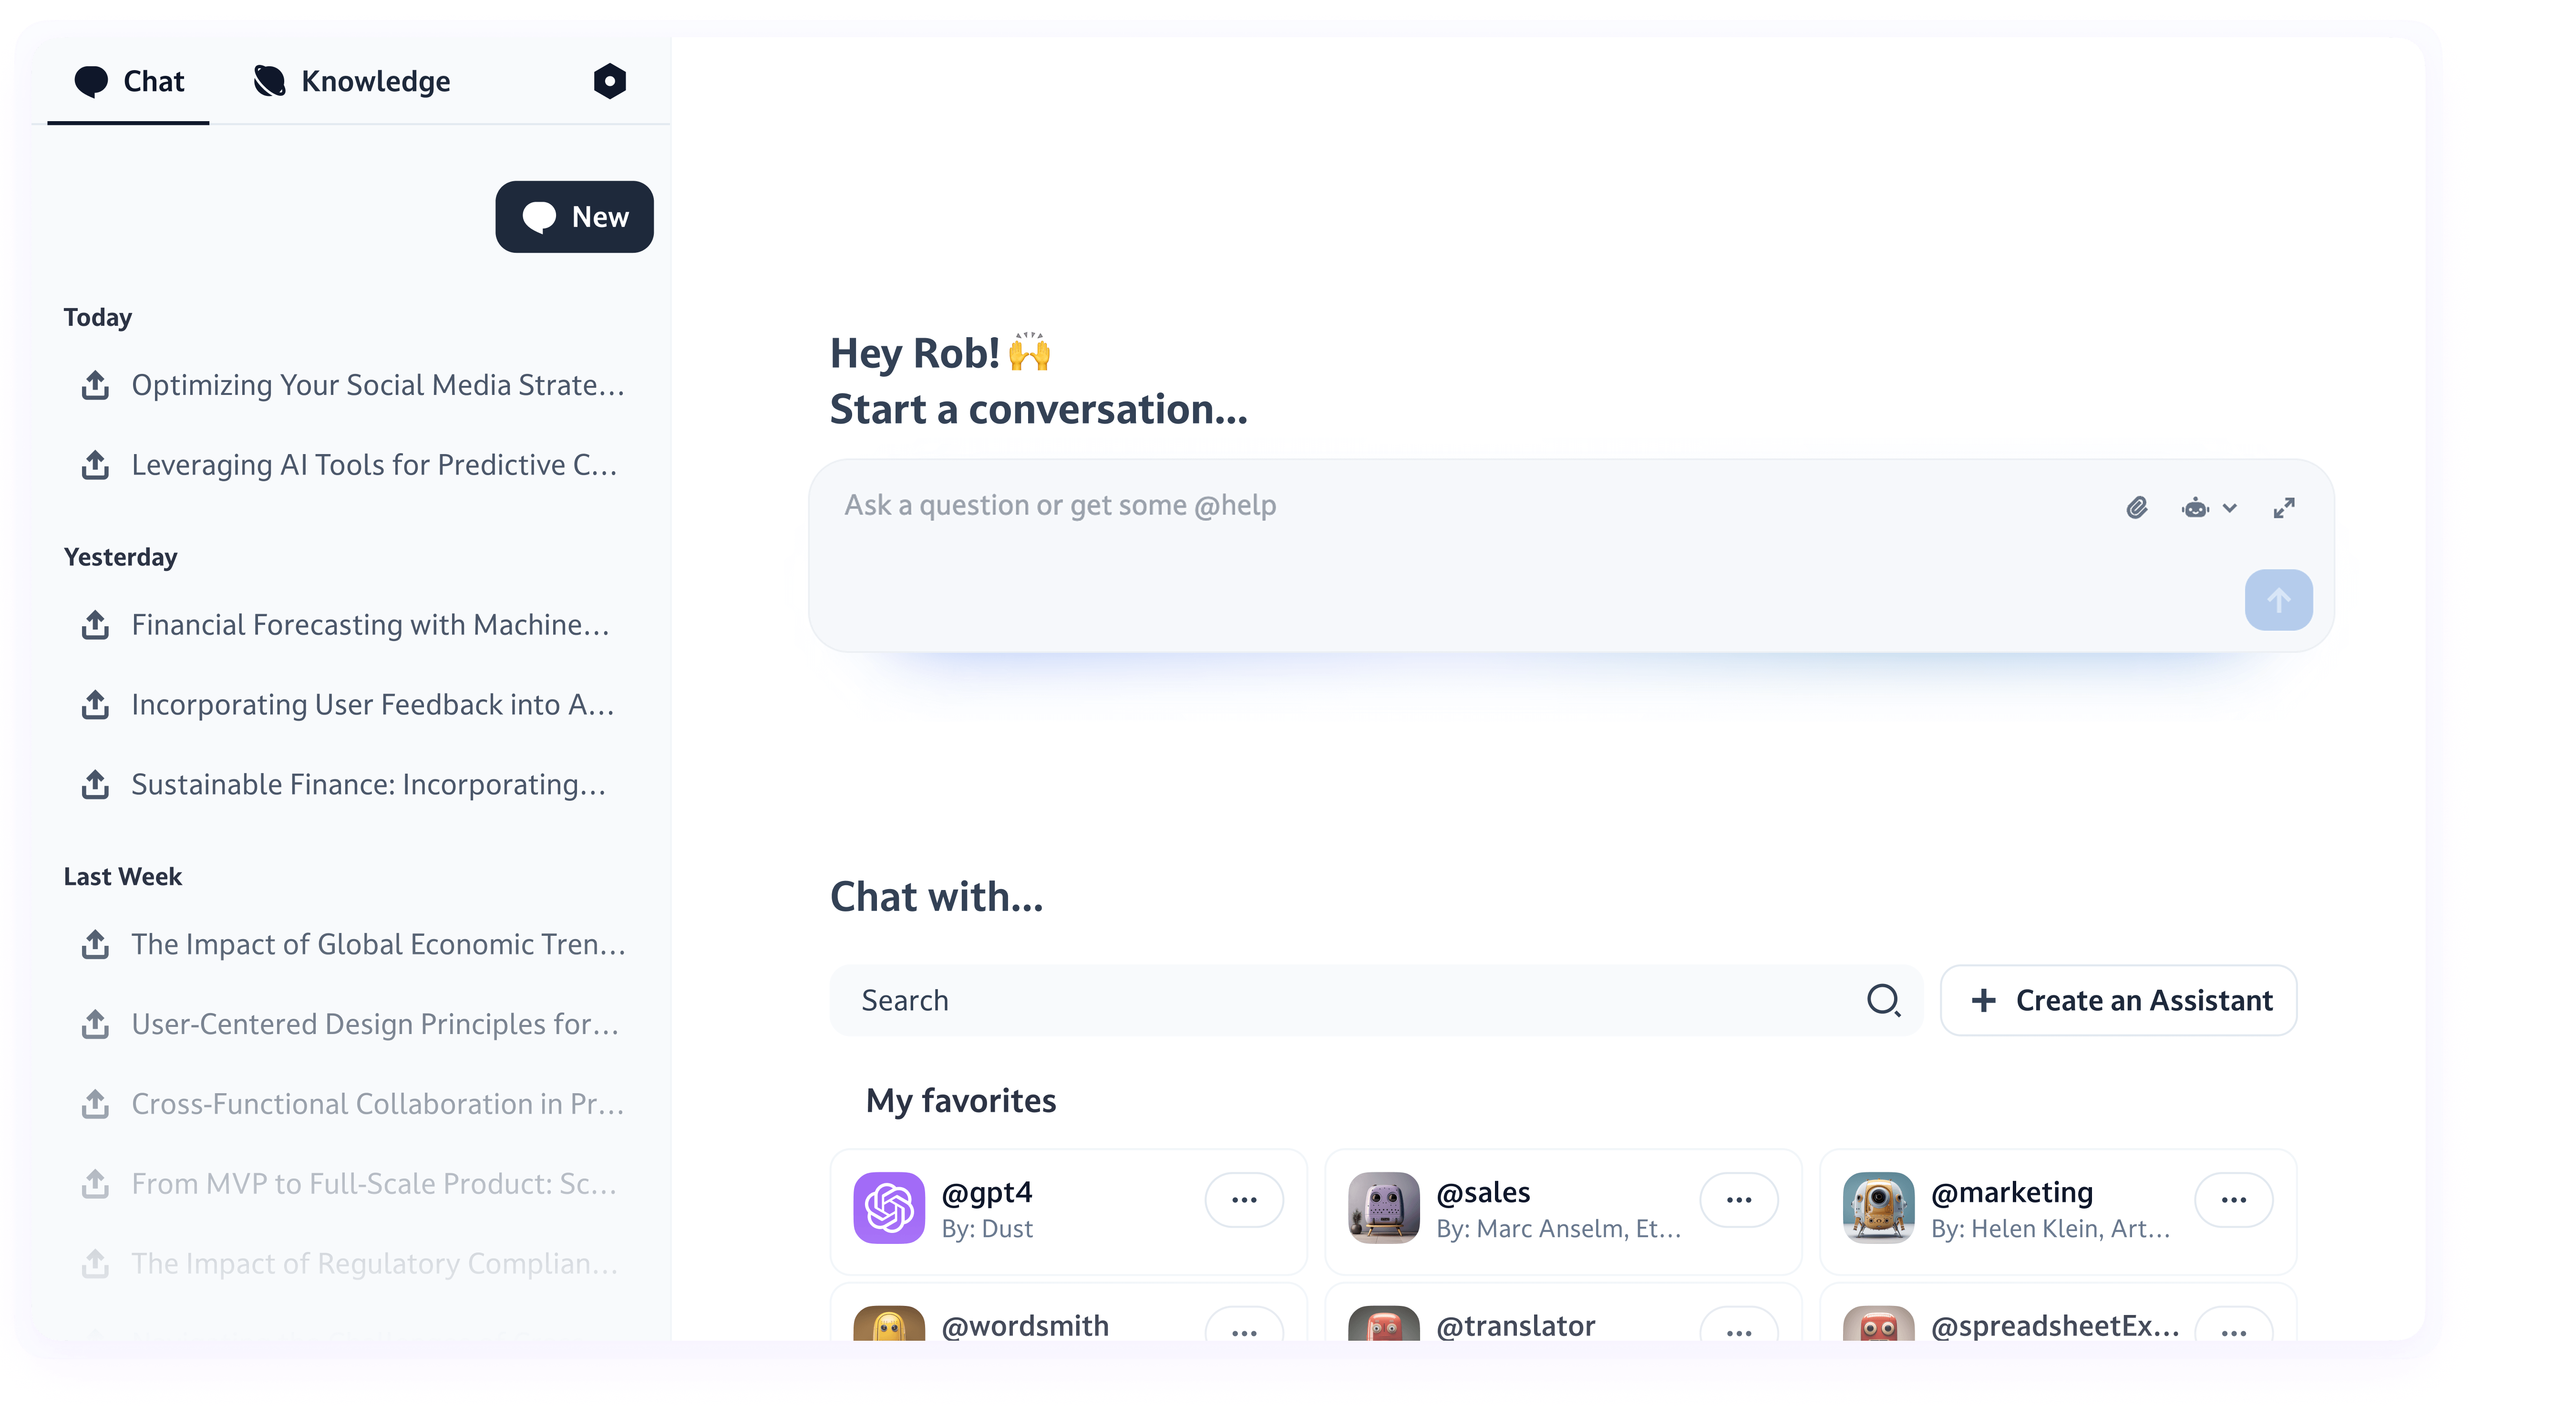 Chat
Knowledge
New
Today
Optimizing Your Social Media Strate...
Leveraging AI Tools for Predictive C...
Yesterday
Financial Forecasting with Machine...
Incorporating User Feedback into A...
Sustainable Finance: Incorporating...
Last Week
The Impact of Global Economic Tren...
User-Centered Design Principles for...
Cross-Functional Collaboration in Pr...
From MVP to Full-Scale Product: Sc...
The Impact of Regulatory Complian...
Hey Rob! 🙌
Start a conversation...
Ask a question or get some @help
Chat with...
Search
Create an Assistant
My favorites
@gpt4
By: Dust
@sales
By: Marc Anselm, Et...
@marketing
By: Helen Klein, Art...
@wordsmith
@translator
@spreadsheetEx...